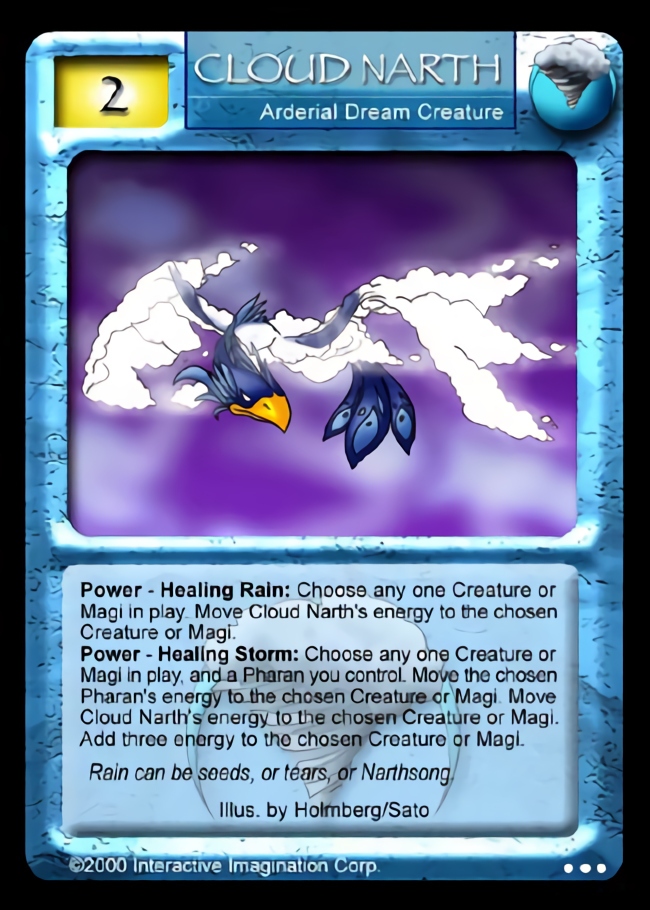 2
CLOUD NARTH
Arderial Dream Creature
Power - Healing Rain: Choose any one Creature or
Magi in play. Move Cloud Narth's energy to the chosen
Creature or Magi.
Power - Healing Storm: Choose any one Creature or
Magi in play, and a Pharan you control. Move the chosen
Pharan's energy to the chosen Creature or Magi. Move
Cloud Narth's energy to the chosen Creature or Magi.
Add three energy to the chosen Creature or Magi.
Rain can be seeds, or tears, or Narthsong.
Illus. by Holmberg/Sato
©2000 Interactive Imagination Corp.